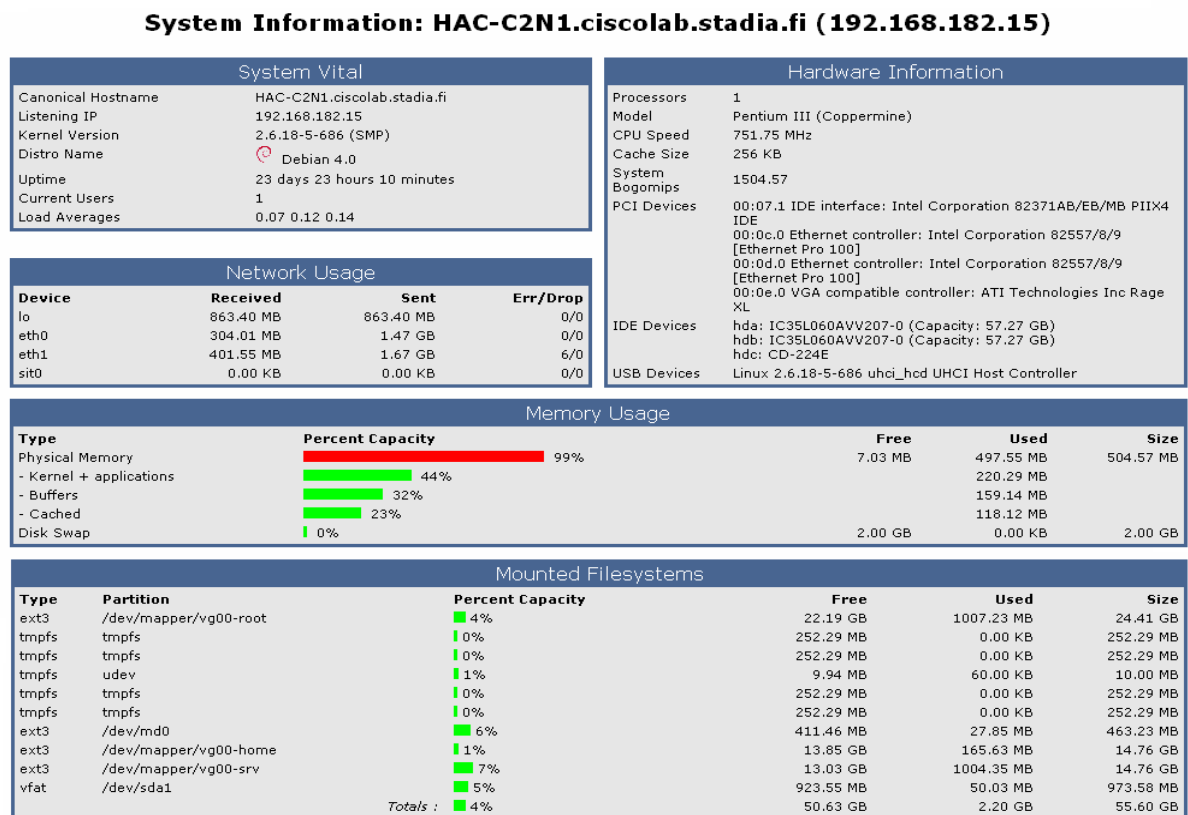 System Information: HAC-C2N1.ciscolab.stadia.fi (192.168.182.15)
System Vital
Canonical Hostname HAC-C2N1.ciscolab.stadia.fi
Listening IP 192.168.182.15
Kernel Version 2.6.18-5-686 (SMP)
Distro Name Debian 4.0
Uptime 23 days 23 hours 10 minutes
Current Users 1
Load Averages 0.07 0.12 0.14
Network Usage
Device Received Sent Err/Drop
lo 863.40 MB 863.40 MB 0/0
eth0 304.01 MB 1.47 GB 0/0
eth1 401.55 MB 1.67 GB 6/0
sit0 0.00 KB 0.00 KB 0/0
Hardware Information
Processors 1
Model Pentium III (Coppermine)
CPU Speed 751.75 MHz
Cache Size 256 KB
System
Bogomips 1504.57
PCI Devices 00:07.1 IDE interface: Intel Corporation 82371AB/EB/MB PIIX4
IDE
00:0c.0 Ethernet controller: Intel Corporation 82557/8/9
[Ethernet Pro 100]
00:0d.0 Ethernet controller: Intel Corporation 82557/8/9
[Ethernet Pro 100]
00:0e.0 VGA compatible controller: ATI Technologies Inc Rage
XL
IDE Devices hda: IC35L060AVV207-0 (Capacity: 57.27 GB)
hdb: IC35L060AVV207-0 (Capacity: 57.27 GB)
hdc: CD-224E
USB Devices Linux 2.6.18-5-686 uhci_hcd UHCI Host Controller
Memory Usage
Type Percent Capacity Free Used Size
Physical Memory 99% 7.03 MB 497.55 MB 504.57 MB
- Kernel + applications 44% 220.29 MB
- Buffers 32% 159.14 MB
- Cached 23% 118.12 MB
Disk Swap 0% 2.00 GB 0.00 KB 2.00 GB
Mounted Filesystems
Type Partition Percent Capacity Free Used Size
ext3 /dev/mapper/vg00-root 4% 22.19 GB 1007.23 MB 24.41 GB
tmpfs tmpfs 0% 252.29 MB 0.00 KB 252.29 MB
tmpfs tmpfs 0% 252.29 MB 0.00 KB 252.29 MB
tmpfs udev 1% 9.94 MB 60.00 KB 10.00 MB
tmpfs tmpfs 0% 252.29 MB 0.00 KB 252.29 MB
tmpfs tmpfs 0% 252.29 MB 0.00 KB 252.29 MB
ext3 /dev/md0 6% 411.46 MB 27.85 MB 463.23 MB
ext3 /dev/mapper/vg00-home 1% 13.85 GB 165.63 MB 14.76 GB
ext3 /dev/mapper/vg00-srv 7% 13.03 GB 1004.35 MB 14.76 GB
vfat /dev/sda1 5% 923.55 MB 50.03 MB 973.58 MB
Totals : 4% 50.63 GB 2.20 GB 55.60 GB